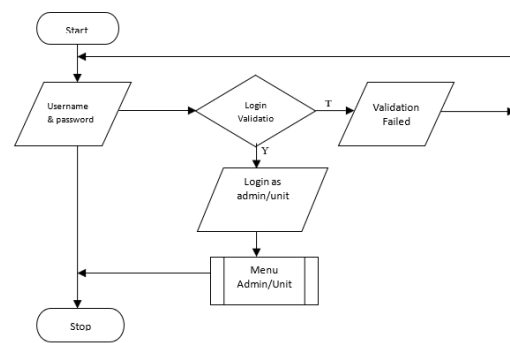 Start
Username
& password
Login
Validatio
T
Validation
Failed
Y
Login as
admin/unit
Menu
Admin/Unit
Stop